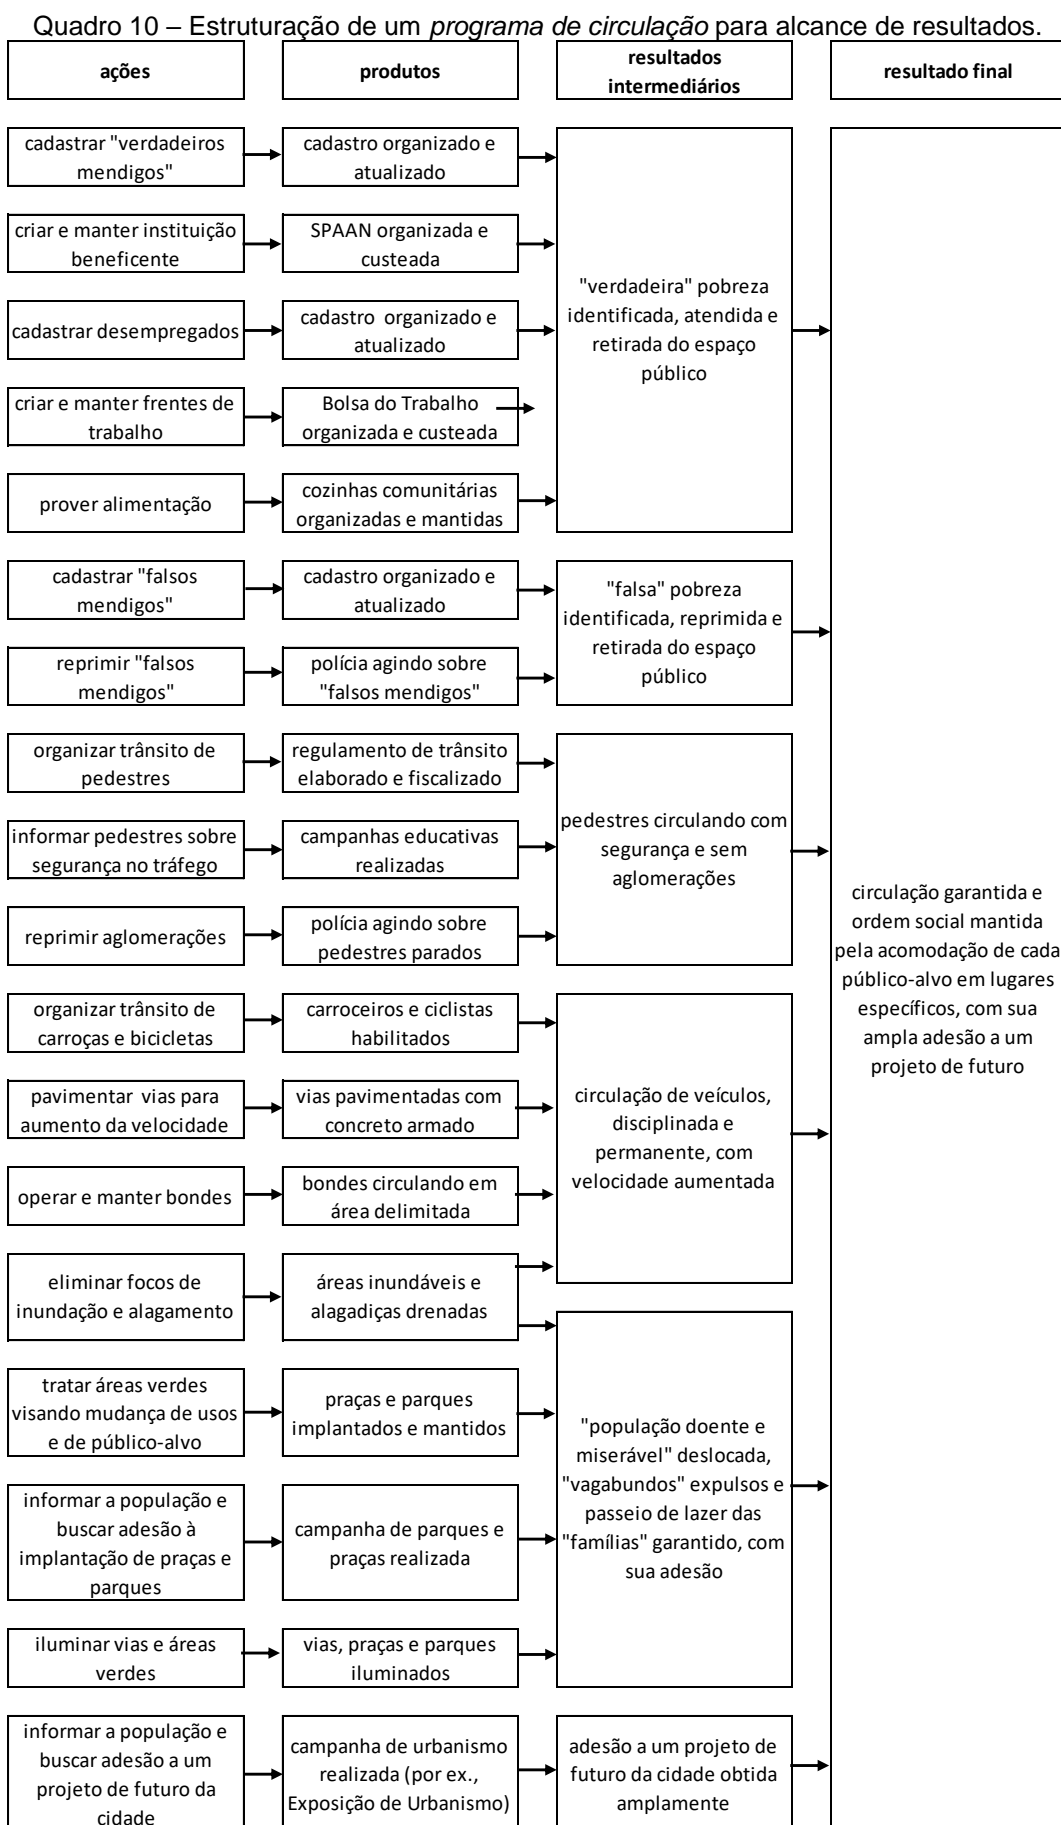 Quadro 10 – Estruturação de um programa de circulação para alcance de resultados.
ações
produtos
resultados
intermediários
resultado final
cadastrar "verdadeiros
mendigos"
cadastro organizado e
atualizado
criar e manter instituição
beneficente
SPAAN organizada e
custeada
cadastrar desempregados
cadastro organizado e
atualizado
criar e manter frentes de
trabalho
Bolsa do Trabalho
organizada e custeada
prover alimentação
cozinhas comunitárias
organizadas e mantidas
"verdadeira" pobreza
identificada, atendida e
retirada do espaço
público
cadastrar "falsos
mendigos"
cadastro organizado e
atualizado
reprimir "falsos
mendigos"
polícia agindo sobre
"falsos mendigos"
"falsa" pobreza
identificada, reprimida e
retirada do espaço
público
organizar trânsito de
pedestres
regulamento de trânsito
elaborado e fiscalizado
informar pedestres sobre
segurança no tráfego
campanhas educativas
realizadas
reprimir aglomerações
polícia agindo sobre
pedestres parados
pedestres circulando com
segurança e sem
aglomerações
organizar trânsito de
carroças e bicicletas
carroceiros e ciclistas
habilitados
pavimentar vias para
aumento da velocidade
vias pavimentadas com
concreto armado
operar e manter bondes
bondes circulando em
área delimitada
eliminar focos de
inundação e alagamento
áreas inundáveis e
alagadiças drenadas
circulação de veículos,
disciplinada e
permanente, com
velocidade aumentada
tratar áreas verdes
visando mudança de usos
e de público-alvo
praças e parques
implantados e mantidos
informar a população e
buscar adesão à
implantação de praças e
parques
campanha de parques e
praças realizada
iluminar vias e áreas
verdes
vias, praças e parques
iluminados
"população doente e
miserável" deslocada,
"vagabundos" expulsos e
passeio de lazer das
"famílias" garantido, com
sua adesão
informar a população e
buscar adesão a um
projeto de futuro da
cidade
campanha de urbanismo
realizada (por ex.,
Exposição de Urbanismo)
adesão a um projeto de
futuro da cidade obtida
amplamente
circulação garantida e
ordem social mantida
pela acomodação de cada
público-alvo em lugares
específicos, com sua
ampla adesão a um
projeto de futuro